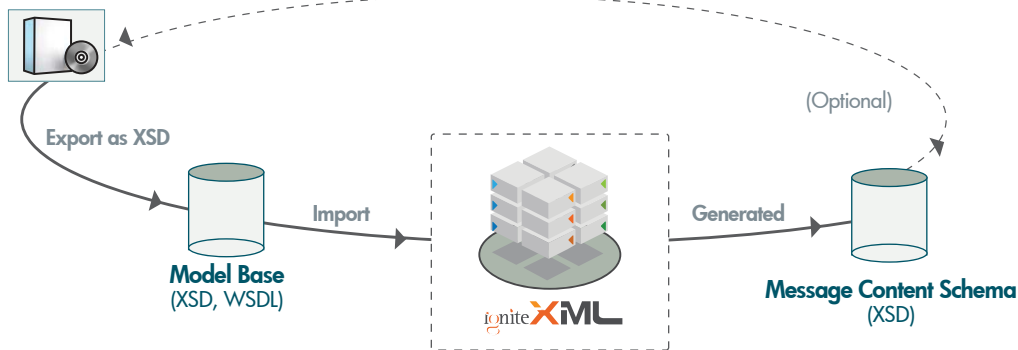 (Optional)
Export as XSD
Import
Generated
Model Base
(XSD, WSDL)
igniteXML
Message Content Schema
(XSD)